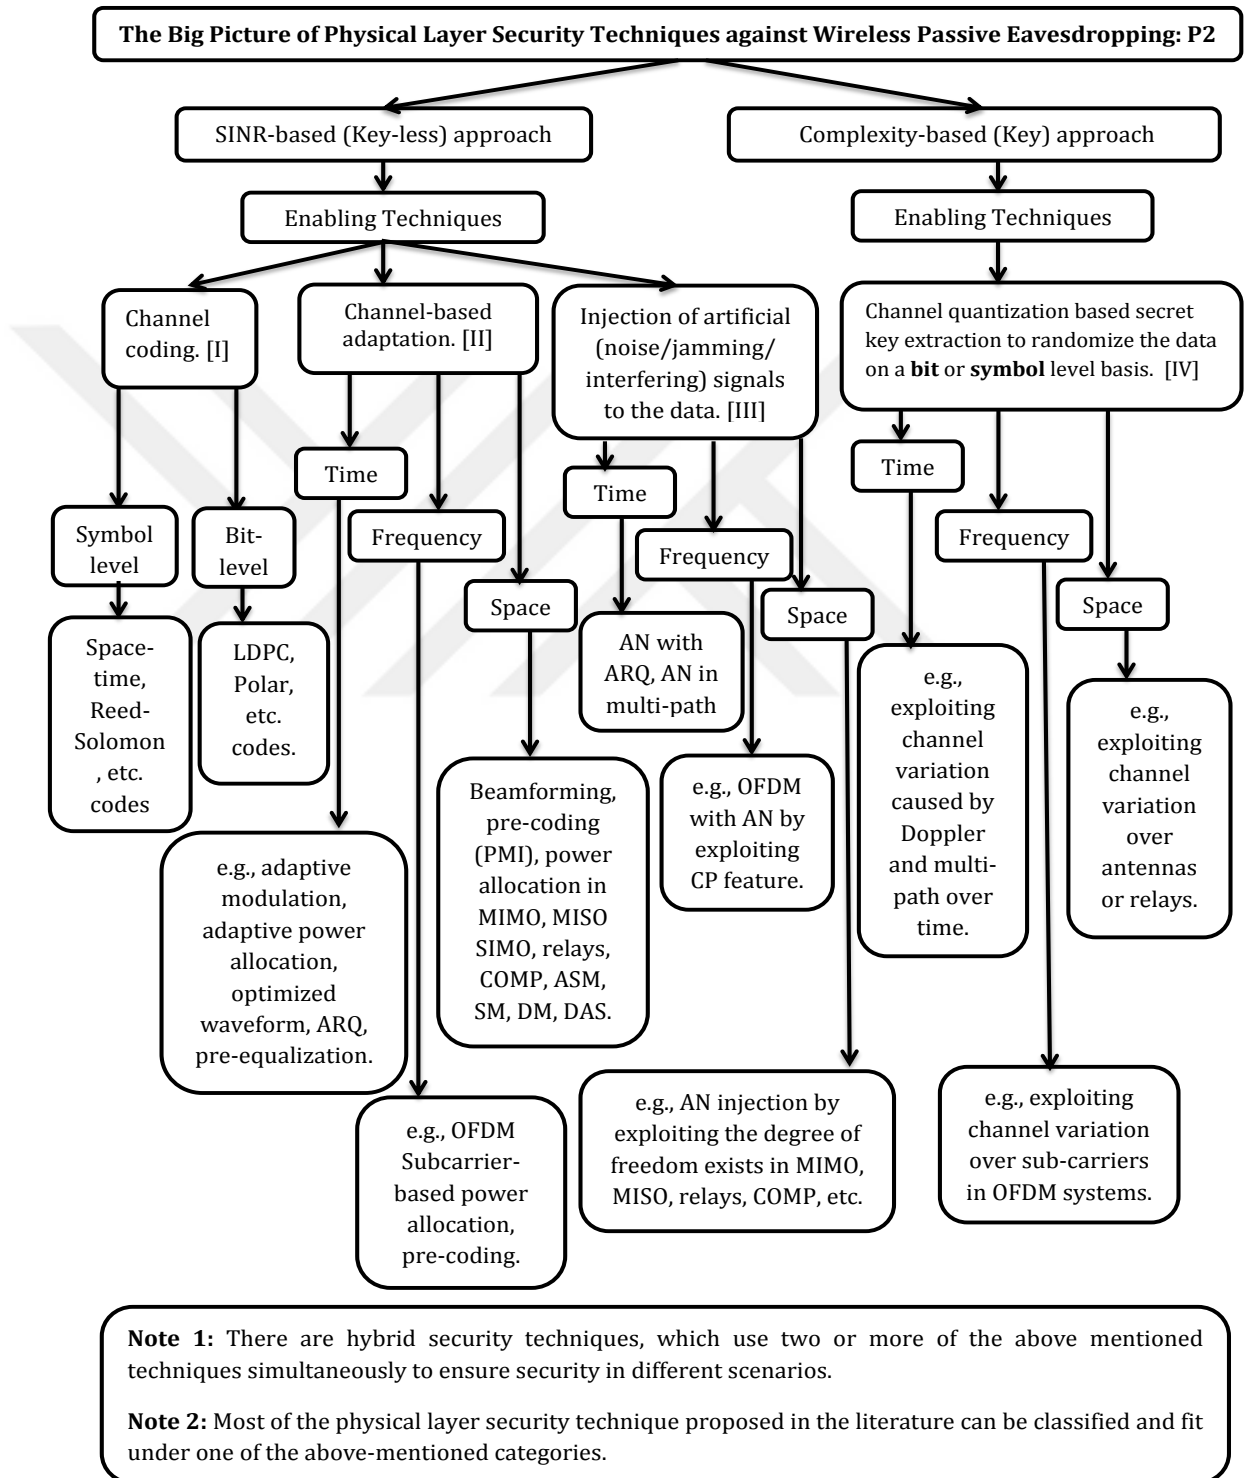 The Big Picture of Physical Layer Security Techniques against Wireless Passive Eavesdropping: P2
SINR-based (Key-less) approach
Complexity-based (Key) approach
Enabling Techniques
Enabling Techniques
Channel
coding. [I]
Channel-based
adaptation. [II]
Injection of artificial
(noise/jamming/
interfering) signals
to the data. [III]
Channel quantization based secret
key extraction to randomize the data
on a bit or symbol level basis. [IV]
Time
Time
Time
Symbol
level
Bit-
level
Frequency
Frequency
Frequency
Space
Space
Space
Space-
time,
Reed-
Solomon
, etc.
codes
LDPC,
Polar,
etc.
codes.
AN with
ARQ, AN in
multi-path
e.g.,
exploiting
channel
variation
caused by
Doppler
and multi-
path over
time.
e.g.,
exploiting
channel
variation
over
antennas
or relays.
Beamforming,
pre-coding
(PMI), power
allocation in
MIMO, MISO
SIMO, relays,
COMP, ASM,
SM, DM, DAS.
e.g., OFDM
with AN by
exploiting
CP feature.
e.g., adaptive
modulation,
adaptive power
allocation,
optimized
waveform, ARQ,
pre-equalization.
e.g., OFDM
Subcarrier-
based power
allocation,
pre-coding.
e.g., AN injection by
exploiting the degree of
freedom exists in MIMO,
MISO, relays, COMP, etc.
e.g., exploiting
channel variation
over sub-carriers
in OFDM systems.
Note 1: There are hybrid security techniques, which use two or more of the above mentioned
techniques simultaneously to ensure security in different scenarios.
Note 2: Most of the physical layer security technique proposed in the literature can be classified and fit
under one of the above-mentioned categories.